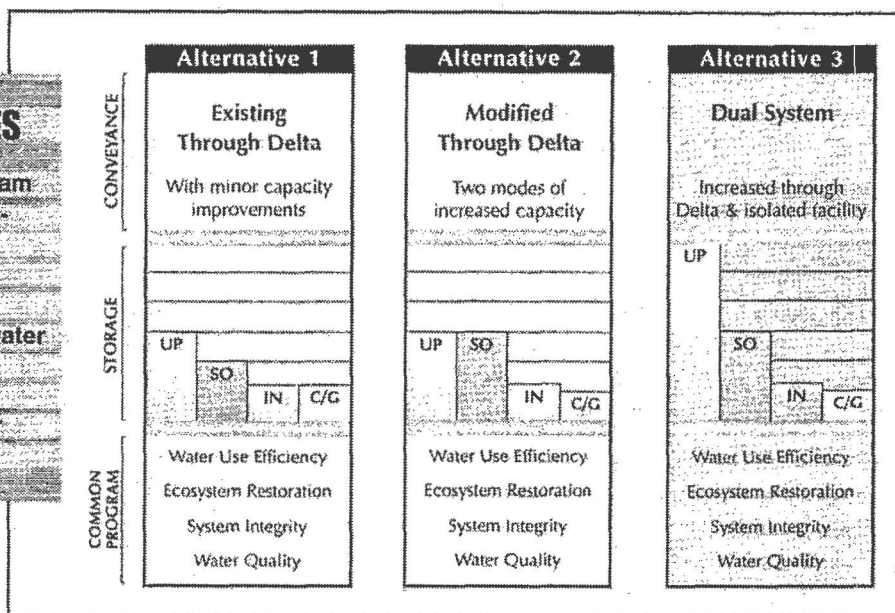 ES
am
ater
CONVEYANCE
STORAGE
COMMON
PROGRAM
Alternative 1
Existing
Through Delta
With minor capacity
improvements
UP
SO
IN
C/G
Water Use Efficiency
Ecosystem Restoration
System Integrity
Water Quality
Alternative 2
Modified
Through Delta
Two modes of
increased capacity
UP
SO
IN
C/G
Water Use Efficiency
Ecosystem Restoration
System Integrity
Water Quality
Alternative 3
Dual System
Increased through
Delta & isolated facility
UP
SO
IN
C/G
Water Use Efficiency
Ecosystem Restoration
System Integrity
Water Quality